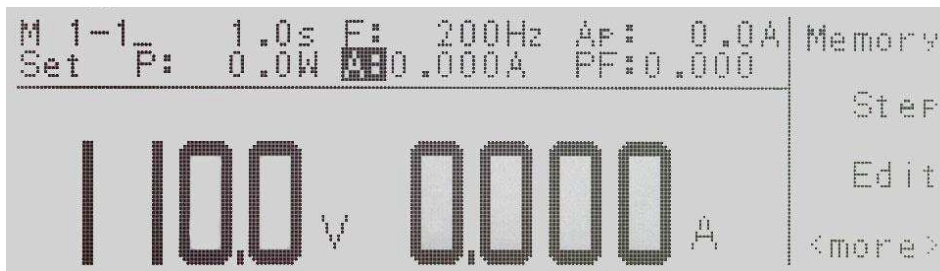 M 1-1_ 1.0s F: 200Hz Ap: 0.0A
Set P: 0.0W A:0.000A PF:0.000
110.0 V 0.000 A
Memory
Step
Edit
<more>